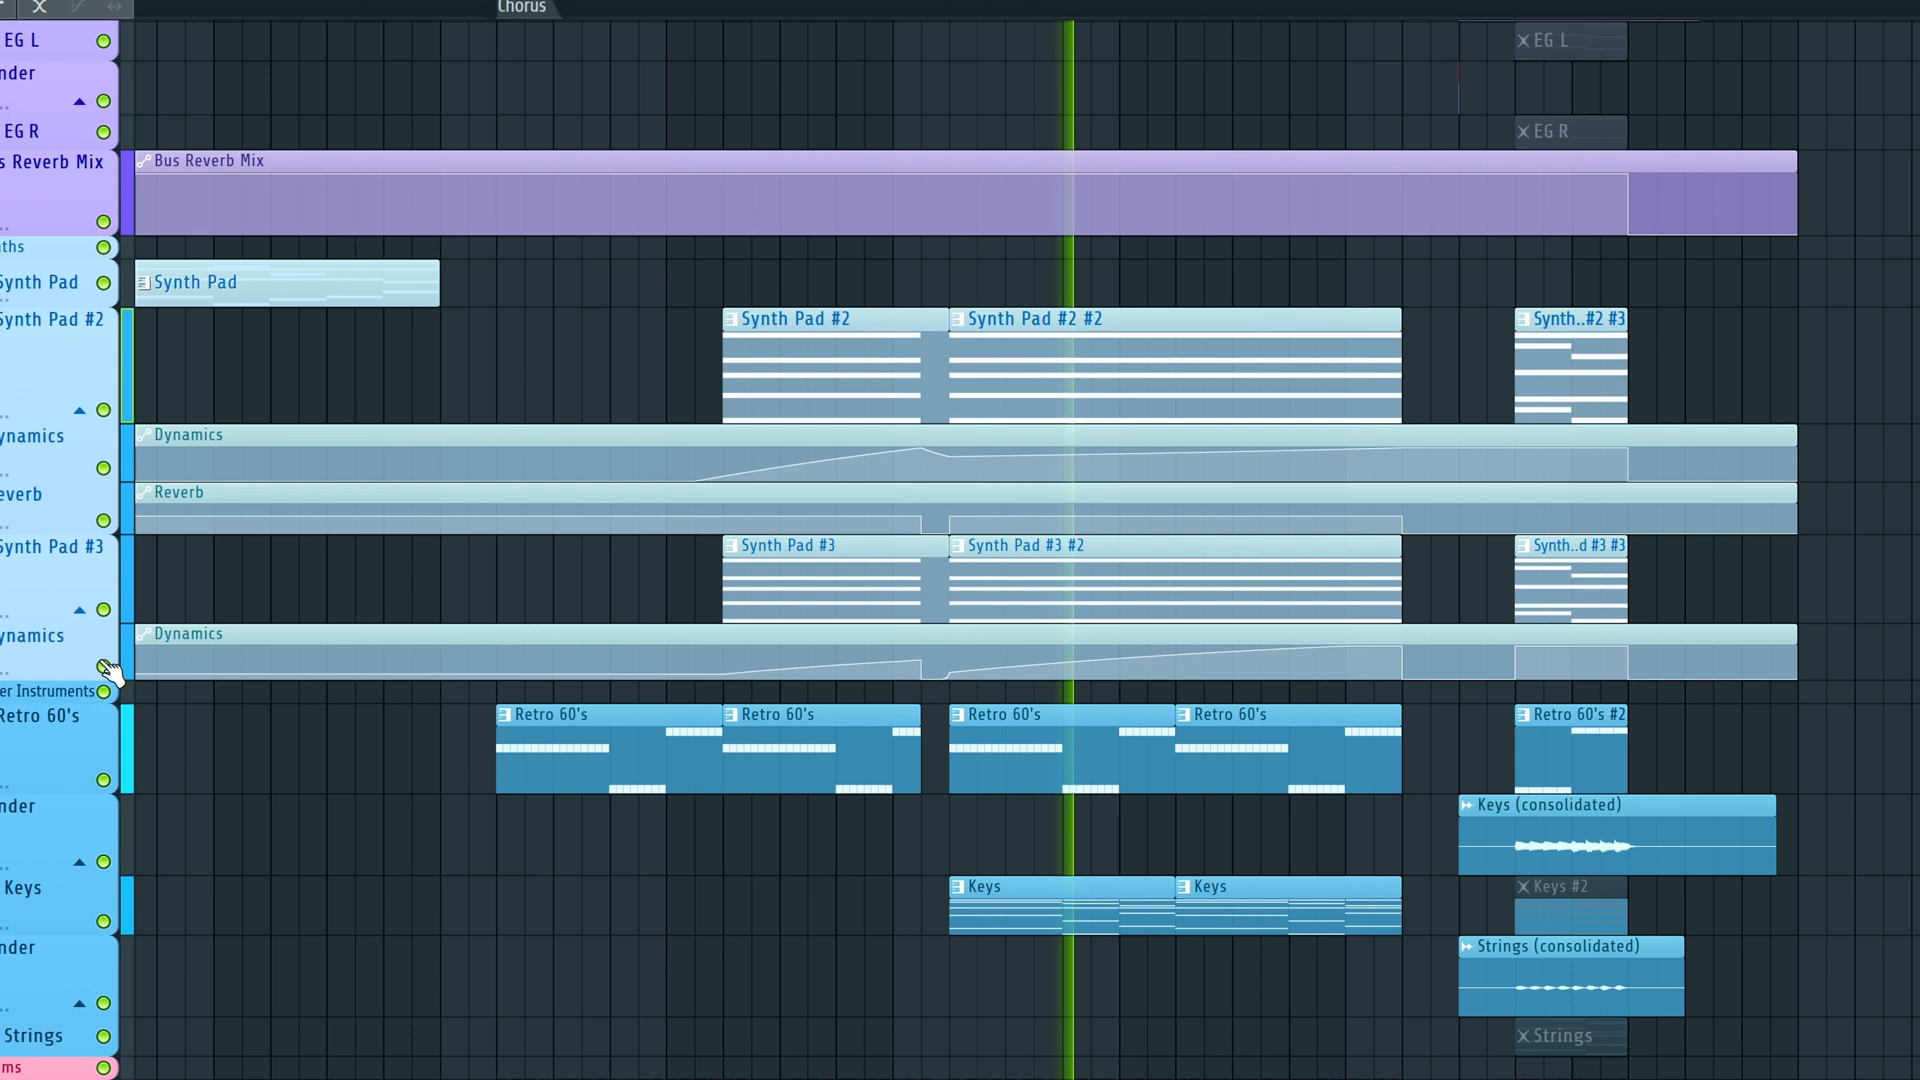 Chorus
EG L
EG L
nder
EG R
EG R
s Reverb Mix
Bus Reverb Mix
ths
Synth Pad
Synth Pad
Synth Pad #2
Synth Pad #2
Synth Pad #2 #2
Synth..#2 #3
ynamics
Dynamics
everb
Reverb
Synth Pad #3
Synth Pad #3
Synth Pad #3 #2
Synth..d #3 #3
ynamics
Dynamics
er Instruments
Retro 60's
Retro 60's
Retro 60's
Retro 60's
Retro 60's
Retro 60's #2
nder
Keys (consolidated)
Keys
Keys
Keys
Keys #2
nder
Strings (consolidated)
Strings
Strings
ms